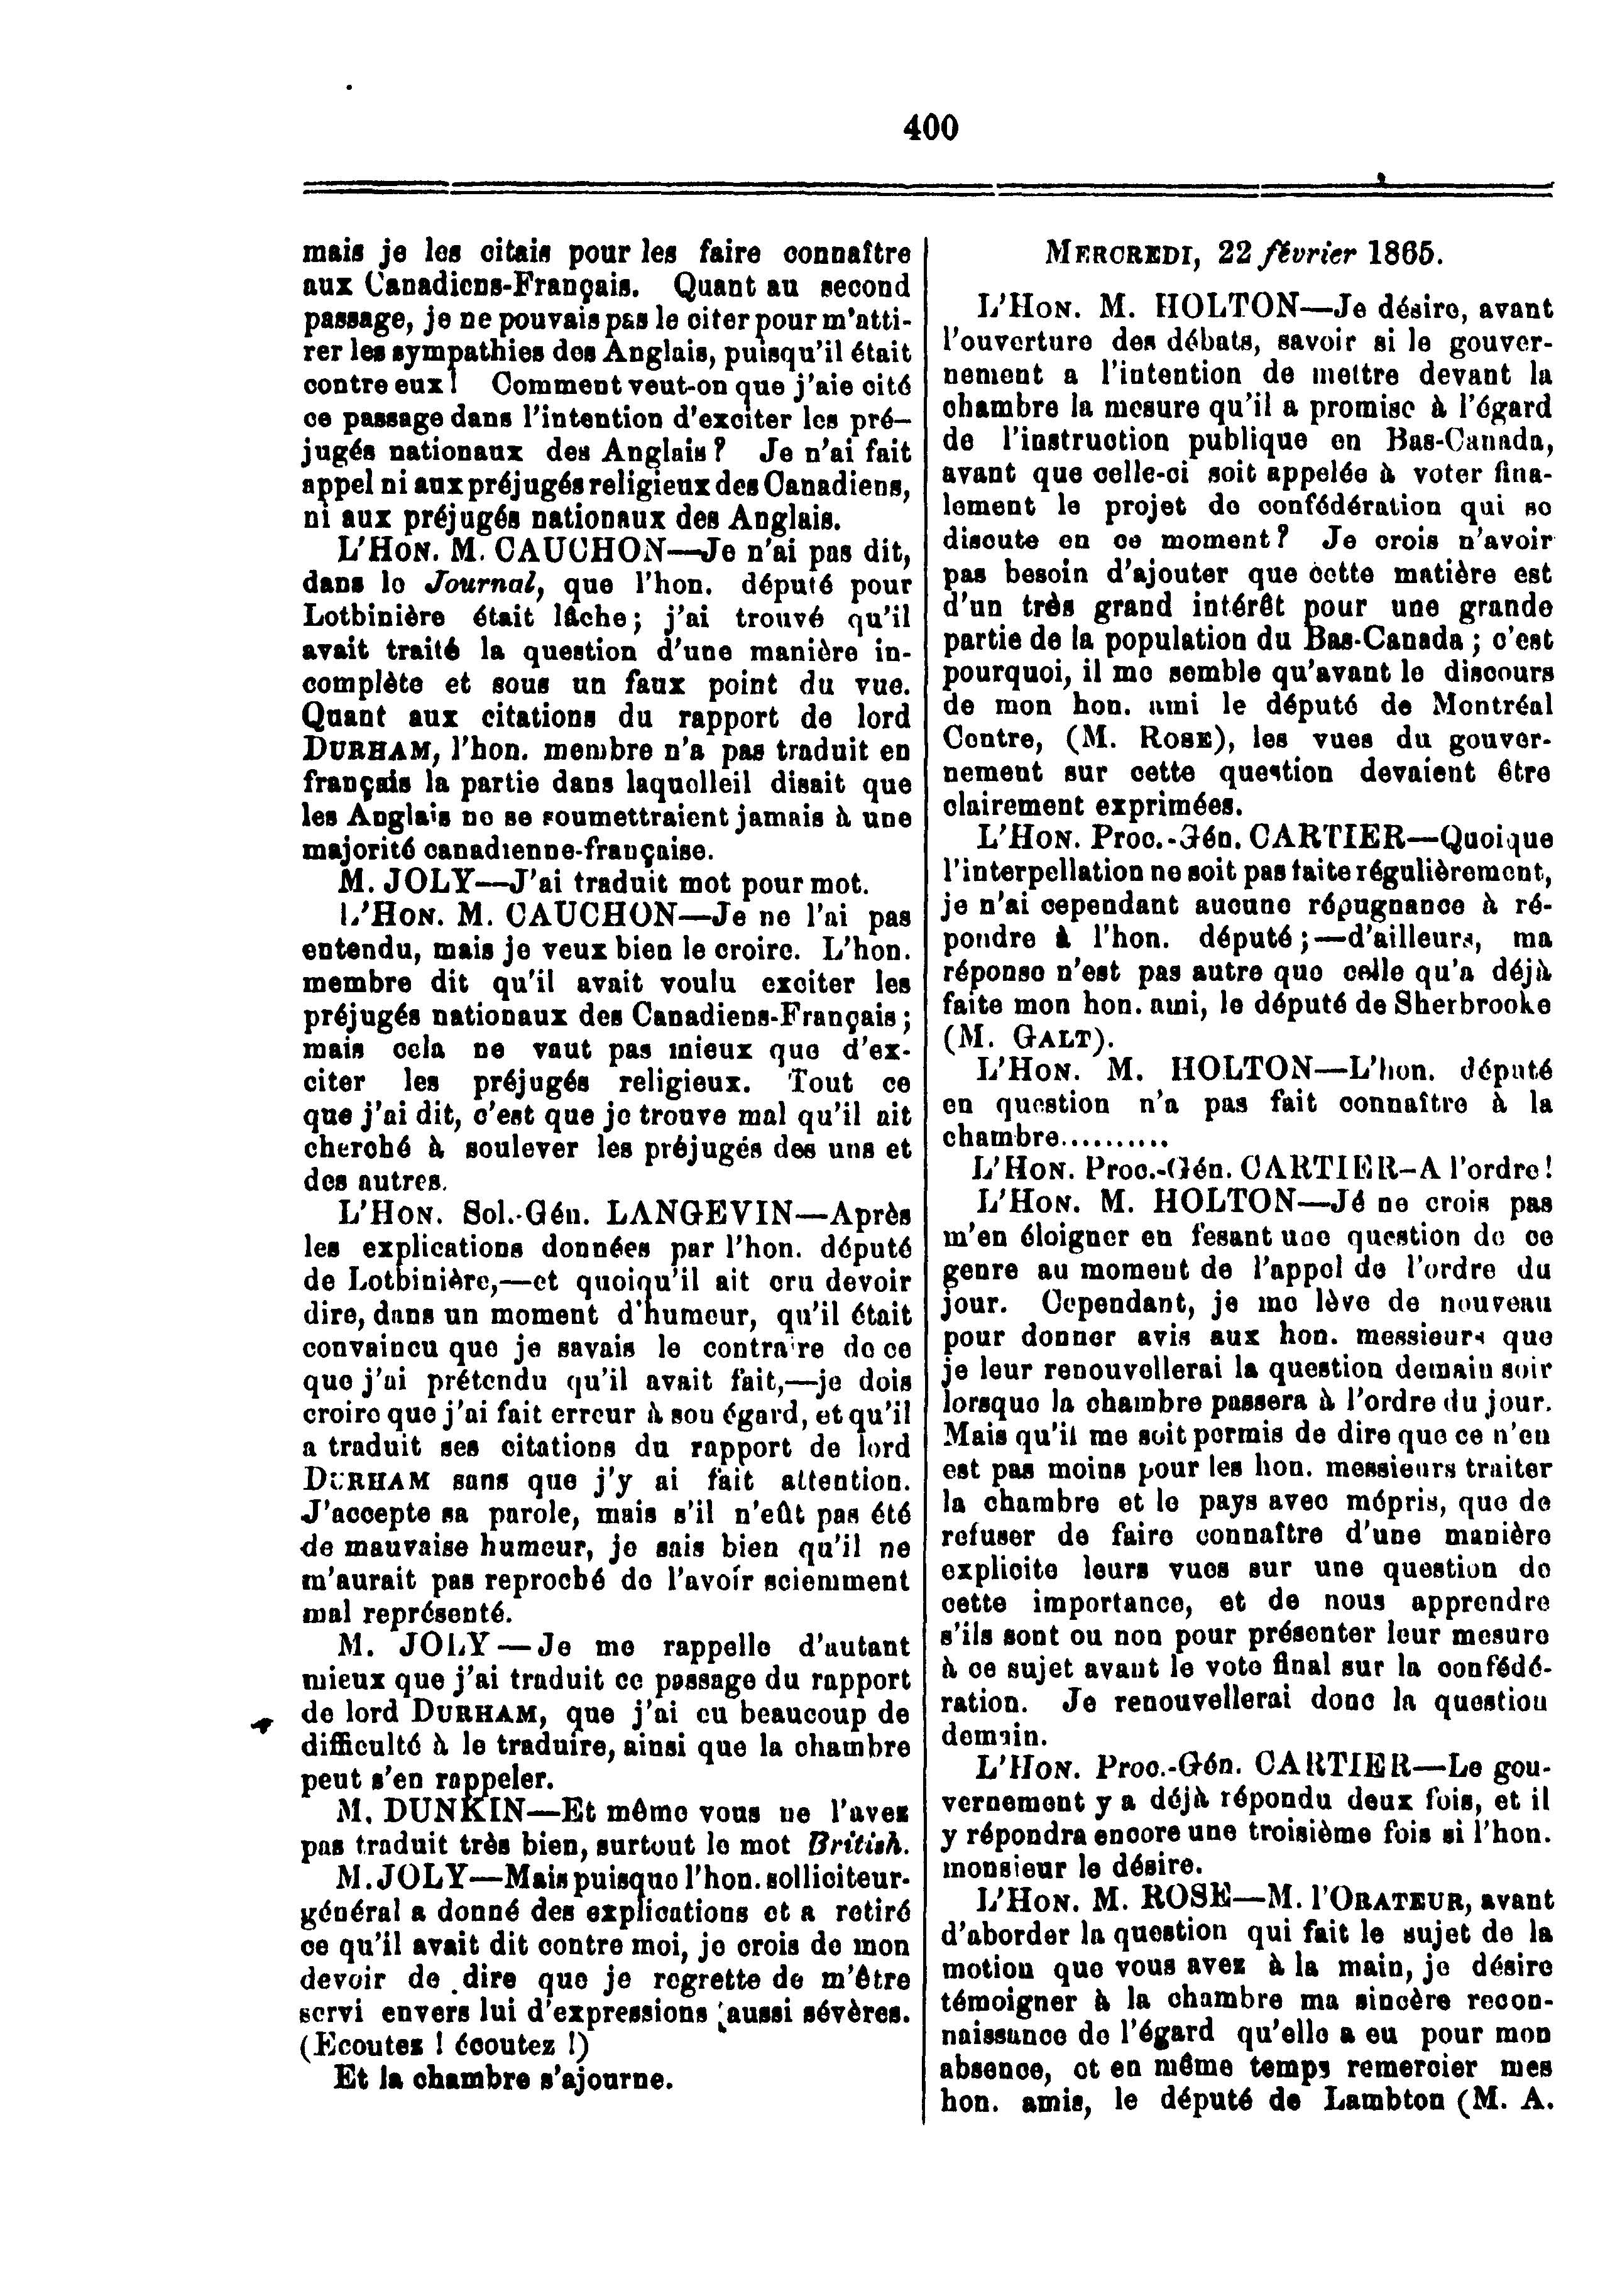 400
mais je les citais pour les faire connaître
aux Canadiens-Français. Quant au second
passage, je ne pouvais pas le citer pour m'atti-
rer les sympathies des Anglais, puisqu'il était
contre eux ! Comment veut-on que j'aie cité
ce passage dans l'intention d'exciter les pré-
jugés nationaux des Anglais ? Je n'ai fait
appel ni aux préjugés religieux des Canadiens,
ni aux préjugés nationaux des Anglais.
L'HON. M. CAUCHON—Je n'ai pas dit,
dans le Journal, que l'hon. député pour
Lotbinière était lâche ; j'ai trouvé qu'il
avait traité la question d'une manière in-
complète et sous un faux point du vue.
Quant aux citations du rapport de lord
DURHAM, l'hon. membre n'a pas traduit en
français la partie dans laquelleil disait que
les Anglais ne se soumettraient jamais à une
majorité canadienne-française.
M. JOLY—J'ai traduit mot pour mot.
L'HON. M. CAUCHON—Je ne l'ai pas
entendu, mais je veux bien le croire. L'hon.
membre dit qu'il avait voulu exciter les
préjugés nationaux des Canadiens-Français ;
mais cela ne vaut pas mieux que d'ex-
citer les préjugés religieux. Tout ce
que j'ai dit, c'est que je trouve mal qu'il ait
cherché à soulever les préjugés des uns et
des autres.
L'HON. Sol.-Gén. LANGEVIN—Après
les explications données par l'hon. député
de Lotbinière,—et quoiqu'il ait cru devoir
dire, dans un moment d'humeur, qu'il était
convaincu que je savais le contraire de ce
que j'ai prétendu qu'il avait fait,—je dois
croire que j'ai fait erreur à son égard, et qu'il
a traduit ses citations du rapport de lord
DURHAM sans que j'y ai fait attention.
J'accepte sa parole, mais s'il n'eût pas été
de mauvaise humeur, je sais bien qu'il ne
m'aurait pas reproché de l'avoir sciemment
mal représenté.
M. JOLY—Je me rappelle d'autant
mieux que j'ai traduit ce passage du rapport
de lord DURHAM, que j'ai eu beaucoup de
difficulté à le traduire, ainsi que la chambre
peut s'en rappeler.
M. DUNKIN—Et même vous ne l'avez
pas traduit très bien, surtout le mot British.
M. JOLY—Mais puisque l'hon. solliciteur-
général a donné des explications et a retiré
ce qu'il avait dit contre moi, je crois de mon
devoir de dire que je regrette de m'être
servi envers lui d'expressions aussi sévères.
(Ecoutez ! écoutez !)
Et la chambre s'ajourne.
MERCREDI, 22 février 1865.
L'HON. M. HOLTON—Je désire, avant
l'ouverture des débats, savoir si le gouver-
nement a l'intention de mettre devant la
chambre la mesure qu'il a promise à l'égard
de l'instruction publique en Bas-Canada,
avant que celle-ci soit appelée à voter fina-
lement le projet de confédération qui se
discute en ce moment ? Je crois n'avoir
pas besoin d'ajouter que cette matière est
d'un très grand intérêt pour une grande
partie de la population du Bas-Canada ; c'est
pourquoi, il me semble qu'avant le discours
de mon hon. ami le député de Montréal
Centre, (M. ROSE), les vues du gouver-
nement sur cette question devaient être
clairement exprimées.
L'HON. Proc.-Gén. CARTIER—Quoique
l'interpellation ne soit pas faite régulièrement,
je n'ai cependant aucune répugnance à ré-
pondre à l'hon. député ;—d'ailleurs, ma
réponse n'est pas autre que celle qu'a déjà
faite mon hon. ami, le député de Sherbrooke
(M. GALT).
L'HON. M. HOLTON—L'hon. député
en question n'a pas fait connaître à la
chambre..........
L'HON. Proc.-Gén. CARTIER—A l'ordre !
L'HON. M. HOLTON—Jé ne crois pas
m'en éloigner en fesant une question de ce
genre au moment de l'appel de l'ordre du
jour. Cependant, je me lève de nouveau
pour donner avis aux hon. messieurs que
je leur renouvellerai la question demain soir
lorsque la chambre passera à l'ordre du jour.
Mais qu'il me soit permis de dire que ce n'en
est pas moins pour les hon. messieurs traiter
la chambre et le pays avec mépris, que de
refuser de faire connaître d'une manière
explicite leurs vues sur une question de
cette importance, et de nous apprendre
s'ils sont ou non pour présenter leur mesure
à ce sujet avant le vote final sur la confédé-
ration. Je renouvellerai donc la question
demain.
L'HON. Proc.-Gén. CARTIER—Le gou-
vernement y a déjà répondu deux fois, et il
y répondra encore une troisième fois si l'hon.
monsieur le désire.
L'HON. M. ROSE—M. l'ORATEUR, avant
d'aborder la question qui fait le sujet de la
motion que vous avez à la main, je désire
témoigner à la chambre ma sincère recon-
naissance de l'égard qu'elle a eu pour mon
absence, et en même temps remercier mes
hon. amis, le député de Lambton (M. A.